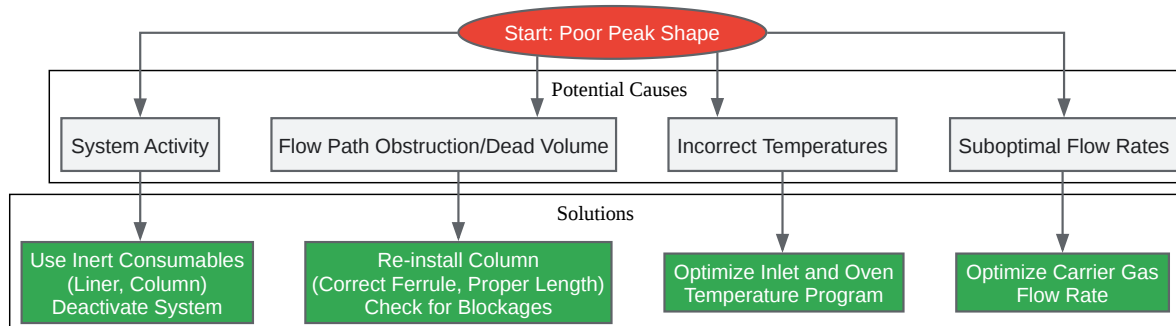 Start: Poor Peak Shape
Potential Causes
System Activity
Flow Path Obstruction/Dead Volume
Incorrect Temperatures
Suboptimal Flow Rates
Solutions
Use Inert Consumables
(Liner, Column)
Deactivate System
Re-install Column
(Correct Ferrule, Proper Length)
Check for Blockages
Optimize Inlet and Oven
Temperature Program
Optimize Carrier Gas
Flow Rate